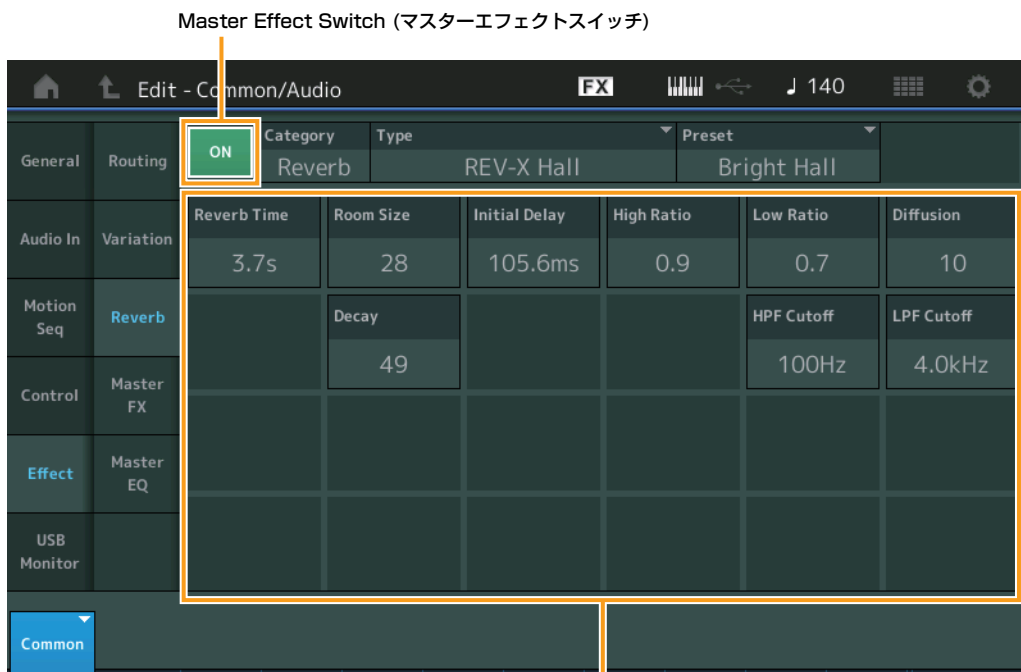 Master Effect Switch (マスターエフェクトスイッチ)
Edit - Common/Audio
FX
140
General
Routing
ON
Category
Reverb
Type
REV-X Hall
Preset
Bright Hall
Audio In
Variation
Reverb Time
3.7s
Room Size
28
Initial Delay
105.6ms
High Ratio
0.9
Low Ratio
0.7
Diffusion
10
Motion
Seq
Reverb
Decay
49
HPF Cutoff
100Hz
LPF Cutoff
4.0kHz
Control
Master
FX
Effect
Master
EQ
USB
Monitor
Common